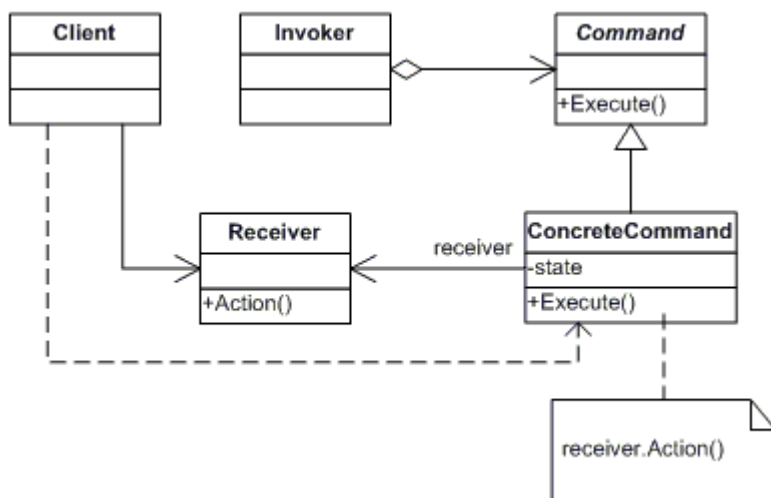 Client
Invoker
Command
+Execute()
Receiver
+Action()
receiver
ConcreteCommand
-state
+Execute()
receiver.Action()